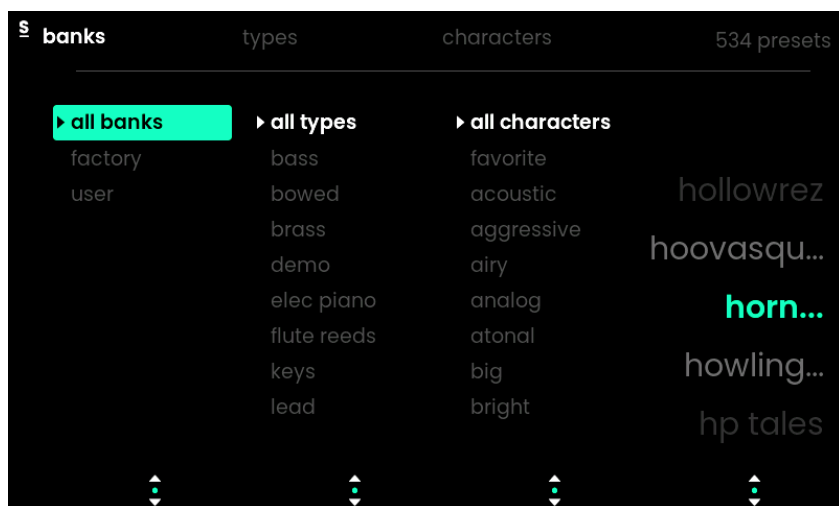 S banks types characters 534 presets
all banks
factory
user
all types
bass
bowed
brass
demo
elec piano
flute reeds
keys
lead
all characters
favorite
acoustic
aggressive
airy
analog
atonal
big
bright
hollowrez
hoovasqu...
horn...
howling...
hp tales